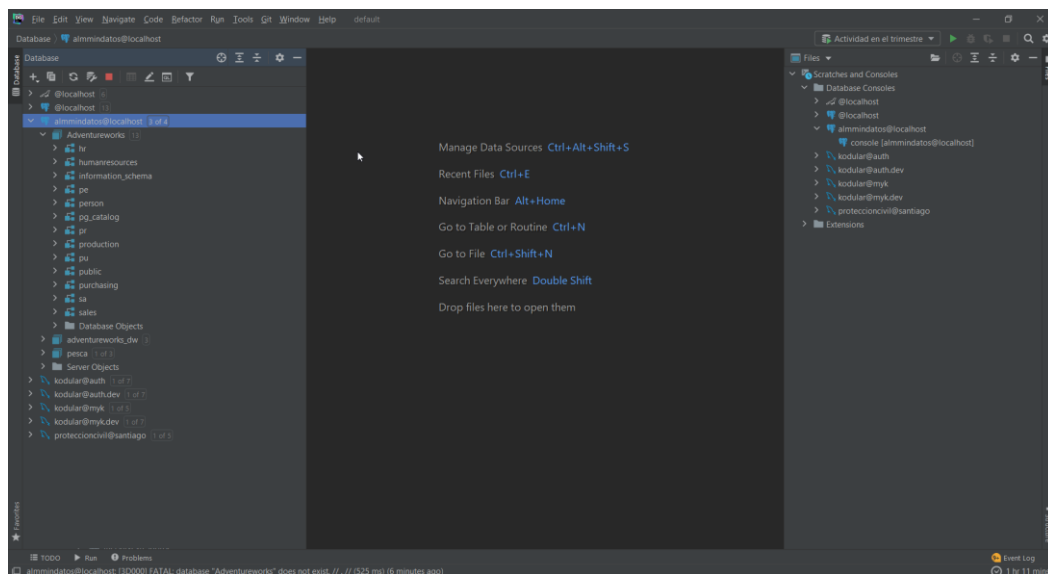 File Edit View Navigate Code Refactor Run Tools Git Window Help default
Database almmindatos@localhost
Actividad en el trimestre
Database
Database
@localhost 6
@localhost 13
almmindatos@localhost 3 of 4
Adventureworks 13
hr
humanresources
information_schema
pe
person
pg_catalog
pr
production
pu
public
purchasing
sa
sales
Database Objects
adventureworks_dw 3
pesca 1 of 3
Server Objects
kodular@auth 1 of 7
kodular@auth.dev 1 of 7
kodular@myk 1 of 5
kodular@myk.dev 1 of 7
proteccioncivil@santiago 1 of 5
Manage Data Sources Ctrl+Alt+Shift+S
Recent Files Ctrl+E
Navigation Bar Alt+Home
Go to Table or Routine Ctrl+N
Go to File Ctrl+Shift+N
Search Everywhere Double Shift
Drop files here to open them
Files
Scratches and Consoles
Database Consoles
@localhost
@localhost
almmindatos@localhost
console [almmindatos@localhost]
kodular@auth
kodular@auth.dev
kodular@myk
kodular@myk.dev
proteccioncivil@santiago
Extensions
Favorites
TODO Run Problems
Event Log
almmindatos@localhost: [3D000] FATAL: database "Adventureworks" does not exist. // . // (525 ms) (6 minutes ago)
1 hr 11 mins